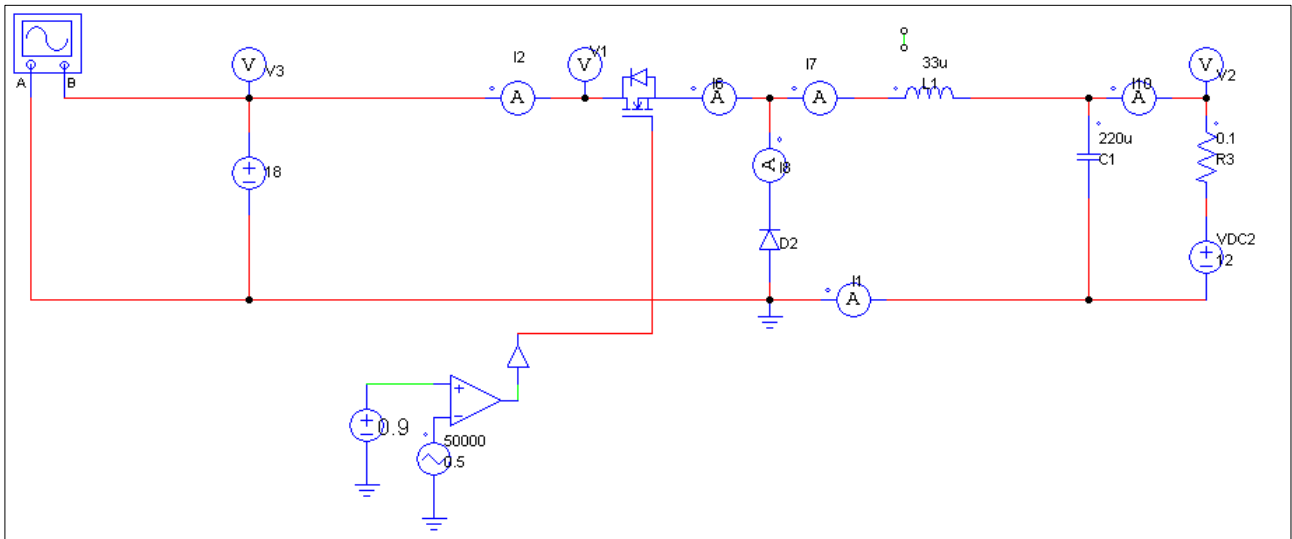 A B
V3
18
I2
A
V
V1
V
I6
A
I7
A
33u
L1
I10
A
V
V2
220u
C1
0.1
R3
VDC2
12
A
I8
D2
I1
A
0.9
50000
0.5